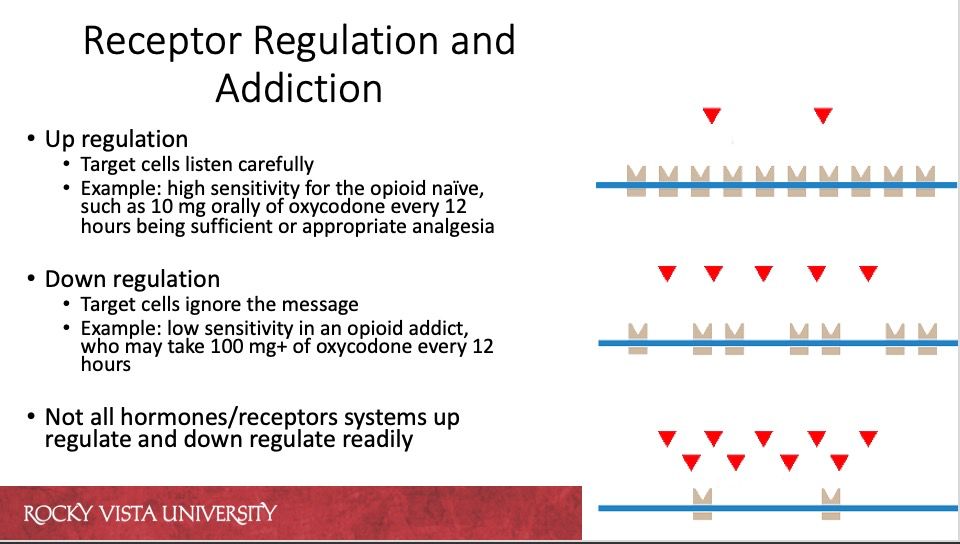 Receptor Regulation and
Addiction
• Up regulation
• Target cells listen carefully
• Example: high sensitivity for the opioid naïve,
such as 10 mg orally of oxycodone every 12
hours being sufficient or appropriate analgesia
• Down regulation
• Target cells ignore the message
• Example: low sensitivity in an opioid addict,
who may take 100 mg+ of oxycodone every 12
hours
• Not all hormones/receptors systems up
regulate and down regulate readily
ROCKY VISTA UNIVERSITY